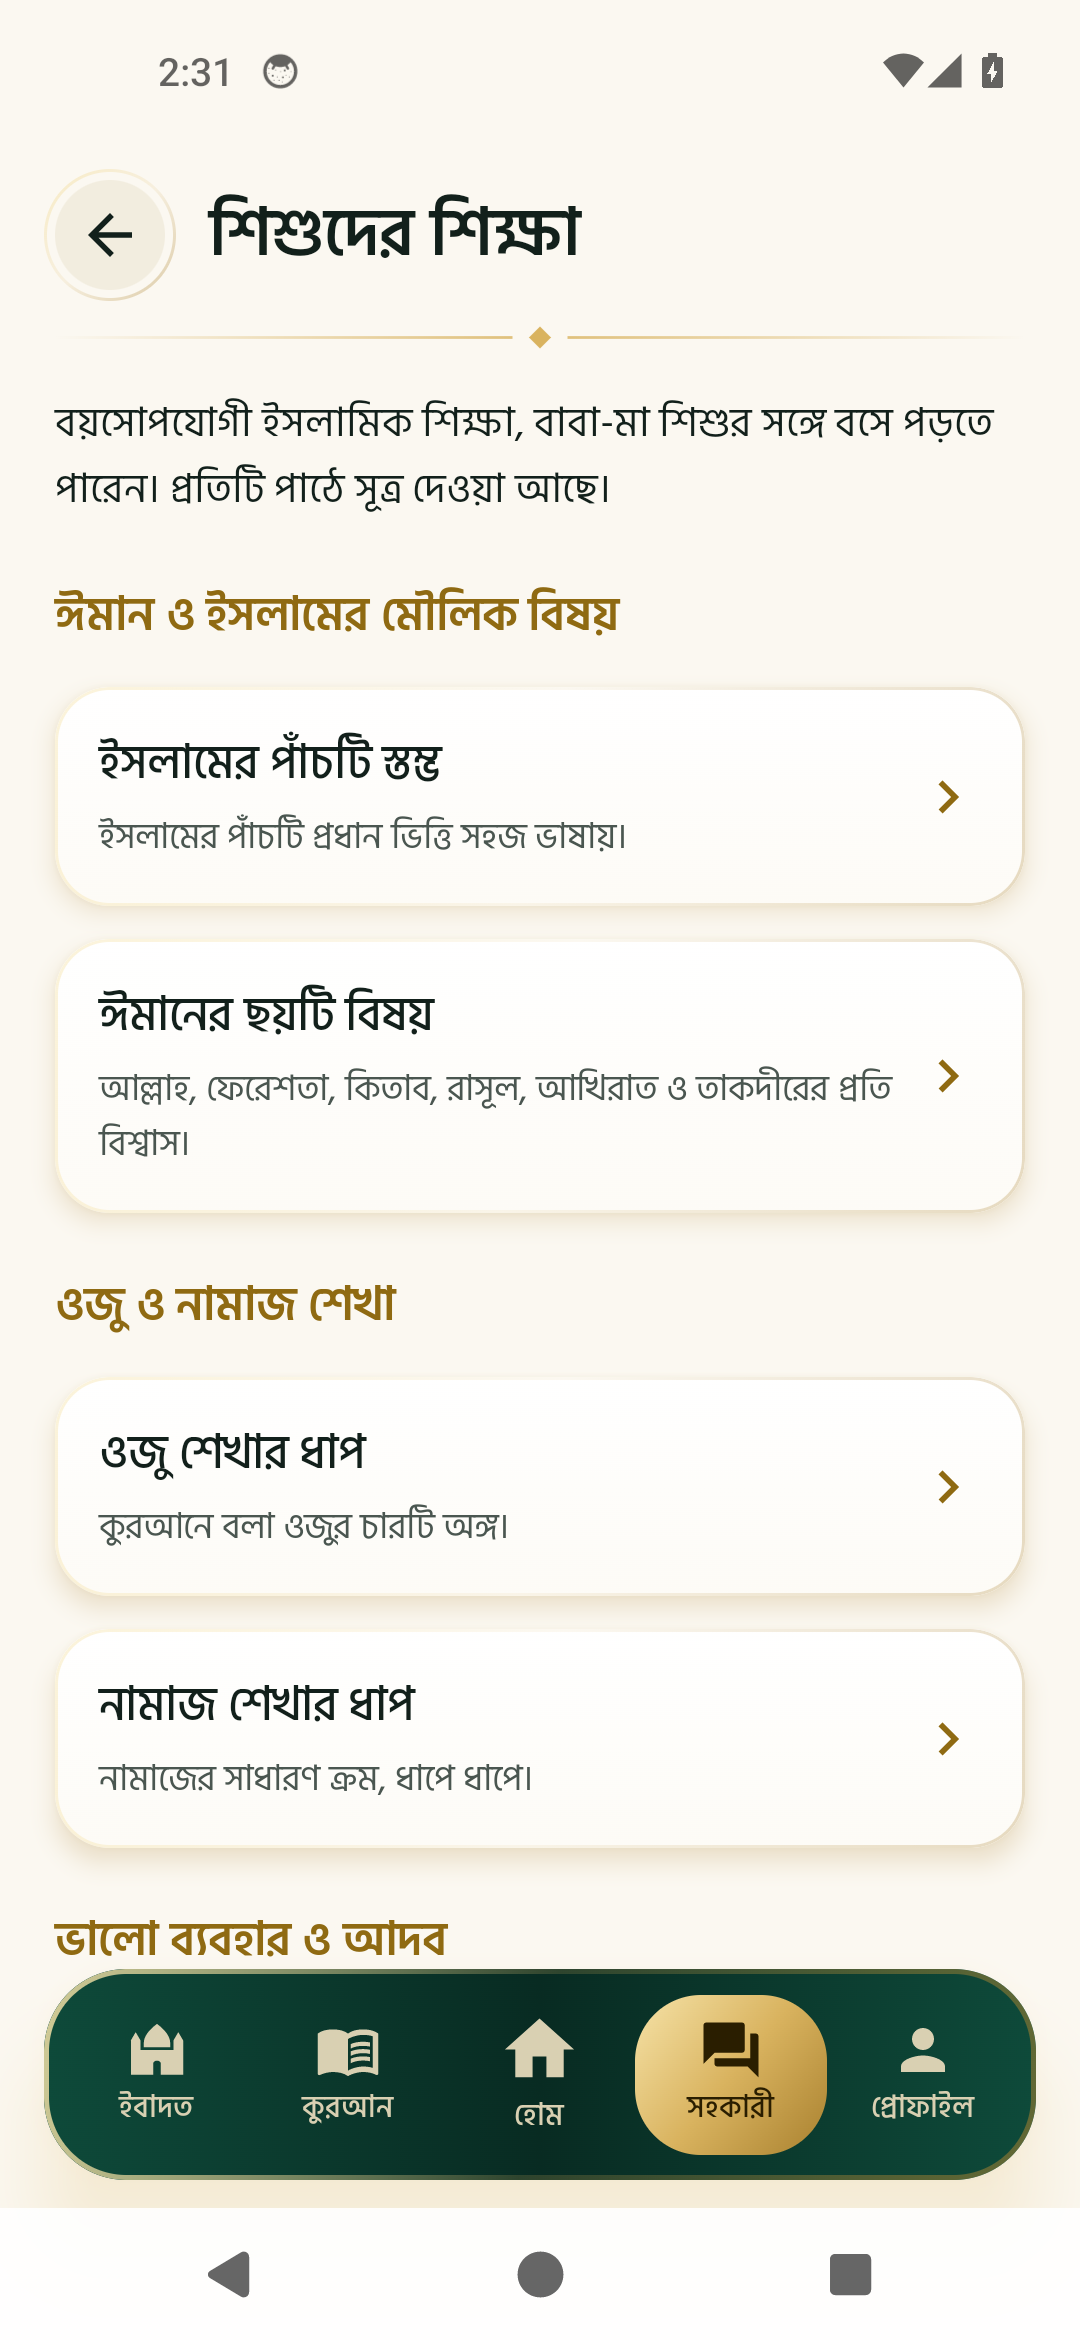 2:31
শিশুদের শিক্ষা
বয়সোপযোগী ইসলামিক শিক্ষা, বাবা-মা শিশুর সঙ্গে বসে পড়তে
পারেন। প্রতিটি পাঠে সূত্র দেওয়া আছে।
ঈমান ও ইসলামের মৌলিক বিষয়
ইসলামের পাঁচটি স্তম্ভ
ইসলামের পাঁচটি প্রধান ভিত্তি সহজ ভাষায়।
ঈমানের ছয়টি বিষয়
আল্লাহ, ফেরেশতা, কিতাব, রাসূল, আখিরাত ও তাকদীরের প্রতি
বিশ্বাস।
ওজু ও নামাজ শেখা
ওজু শেখার ধাপ
কুরআনে বলা ওজুর চারটি অঙ্গ।
নামাজ শেখার ধাপ
নামাজের সাধারণ ক্রম, ধাপে ধাপে।
ভালো ব্যবহার ও আদব
ইবাদত
কুরআন
হোম
সহকারী
প্রোফাইল